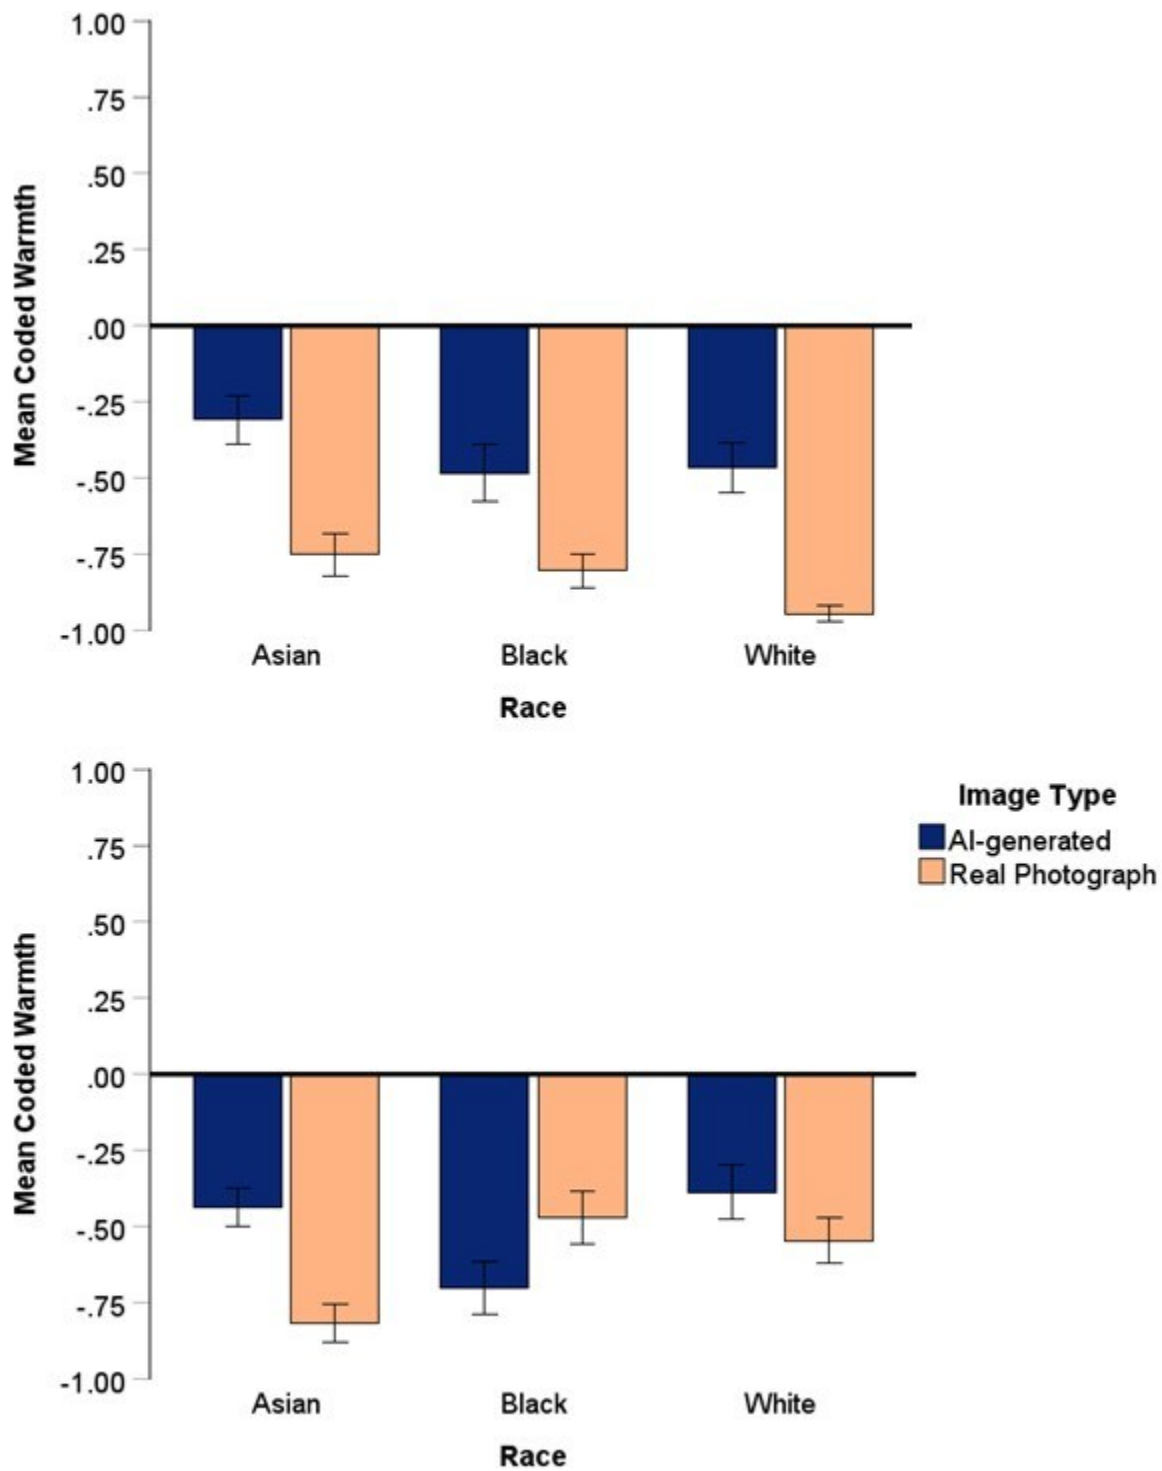 1.00
.75
.50
.25
.00
-.25
-.50
-.75
-1.00
Mean Coded Warmth
Asian Black White
Race
1.00
.75
.50
.25
.00
-.25
-.50
-.75
-1.00
Mean Coded Warmth
Asian Black White
Race
Image Type
AI-generated
Real Photograph